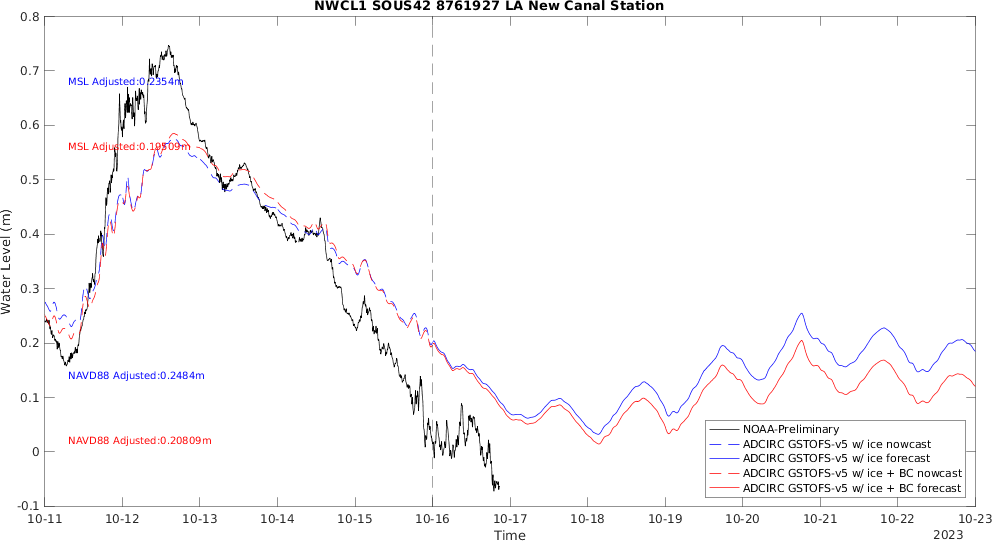 NWCL1 SOUS42 8761927 LA New Canal Station
0.8
0.7
0.6
0.5
0.4
0.3
0.2
0.1
0
-0.1
Water Level (m)
MSL Adjusted:0.2354m
MSL Adjusted:0.19509m
NAVD88 Adjusted:0.2484m
NAVD88 Adjusted:0.20809m
NOAA-Preliminary
ADCIRC GSTOFS-v5 w/ ice nowcast
ADCIRC GSTOFS-v5 w/ ice forecast
ADCIRC GSTOFS-v5 w/ ice + BC nowcast
ADCIRC GSTOFS-v5 w/ ice + BC forecast
10-11 10-12 10-13 10-14 10-15 10-16 10-17 10-18 10-19 10-20 10-21 10-22 10-23
Time
2023